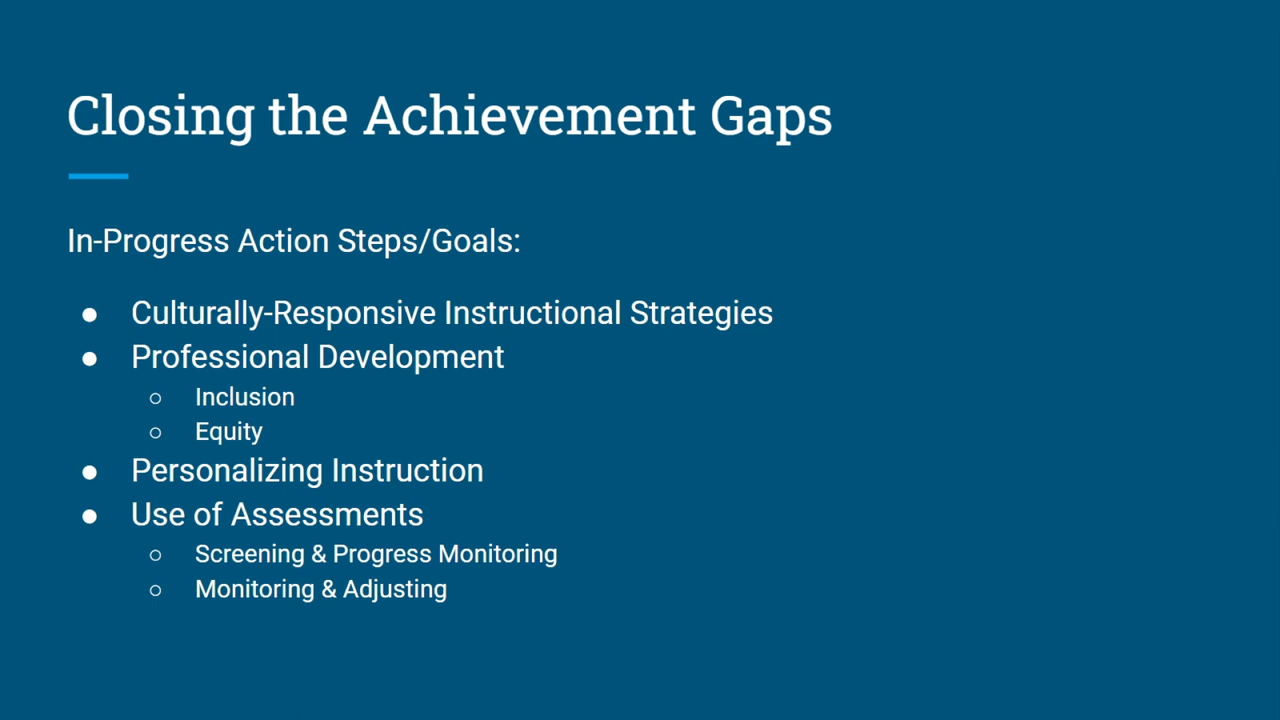 Closing the Achievement Gaps
In-Progress Action Steps/Goals:
● Culturally-Responsive Instructional Strategies
● Professional Development
○ Inclusion
○ Equity
● Personalizing Instruction
● Use of Assessments
○ Screening & Progress Monitoring
○ Monitoring & Adjusting